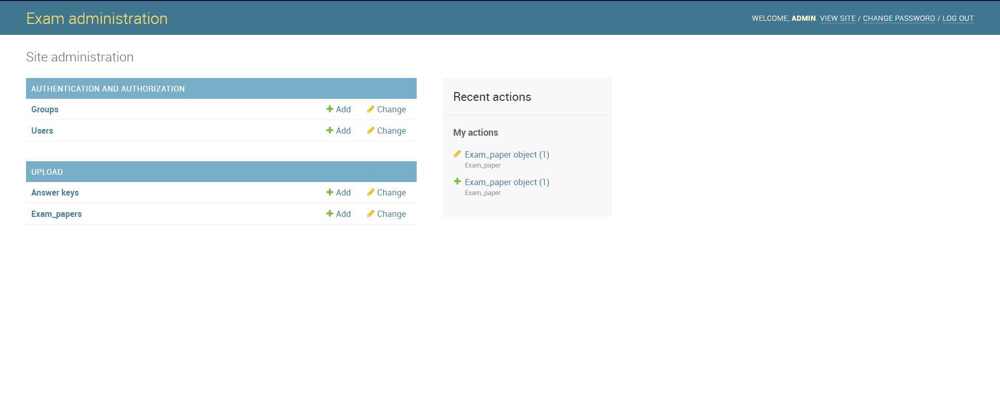 Exam administration
WELCOME, ADMIN. VIEW SITE / CHANGE PASSWORD / LOG OUT
Site administration
AUTHENTICATION AND AUTHORIZATION
Groups Add Change
Users Add Change
UPLOAD
Answer keys Add Change
Exam_papers Add Change
Recent actions
My actions
Exam_paper object (1)
Exam_paper
Exam_paper object (1)
Exam_paper